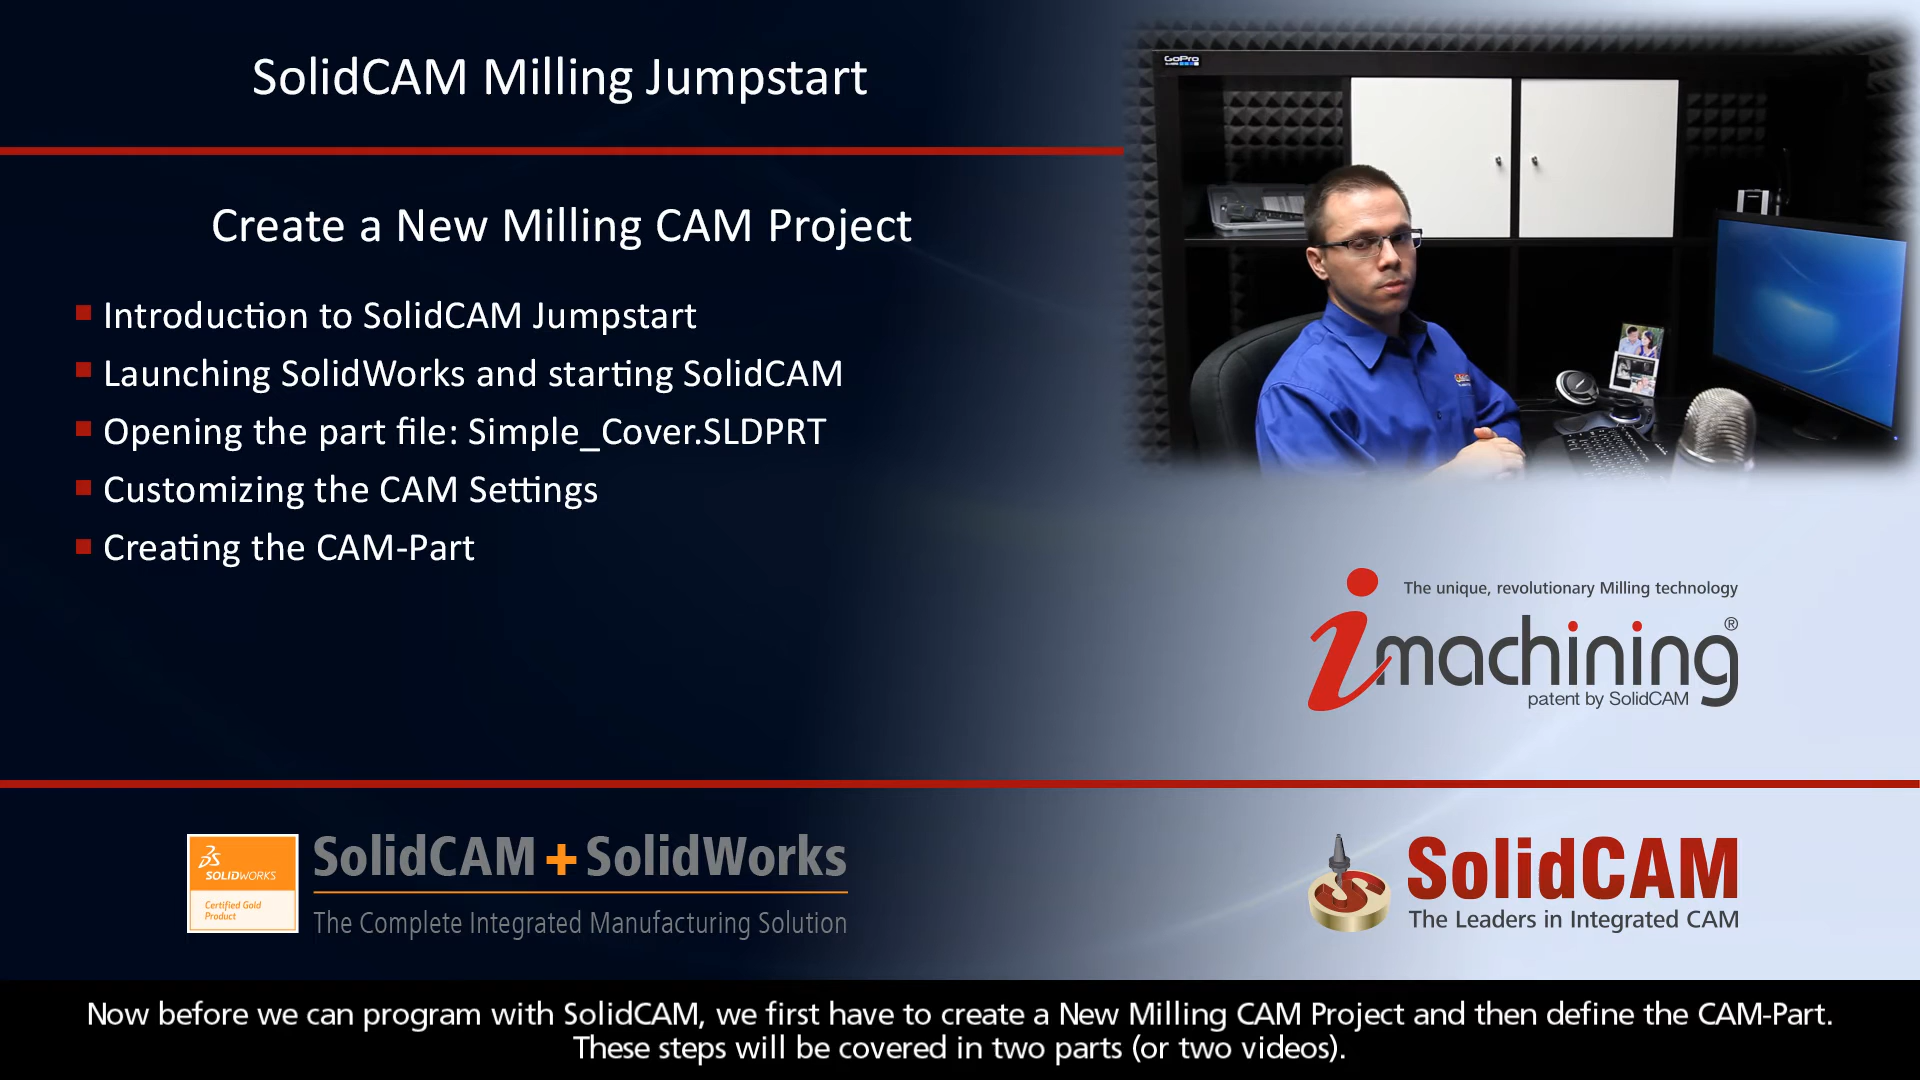 SolidCAM Milling Jumpstart
GoPro
Create a New Milling CAM Project
Introduction to SolidCAM Jumpstart
Launching SolidWorks and starting SolidCAM
Opening the part file: Simple_Cover.SLDPRT
Customizing the CAM Settings
Creating the CAM-Part
The unique, revolutionary Milling technology
imachining®
patent by SolidCAM
SOLIDWORKS
Certified Gold
Product
SolidCAM + SolidWorks
The Complete Integrated Manufacturing Solution
SolidCAM
The Leaders in Integrated CAM
Now before we can program with SolidCAM, we first have to create a New Milling CAM Project and then define the CAM-Part.
These steps will be covered in two parts (or two videos).